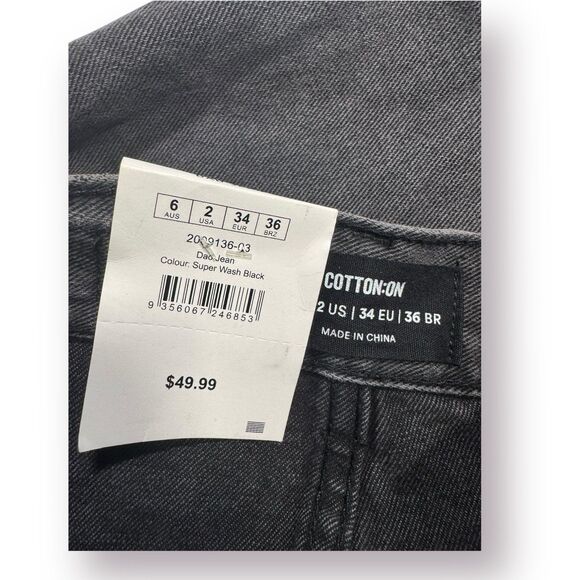 6 2 34 36
AUS USA EUR BRZ
2009136-03
Dad Jean
Colour: Super Wash Black
9 356067 246853
$49.99
COTTON:ON
2 US | 34 EU | 36 BR
MADE IN CHINA